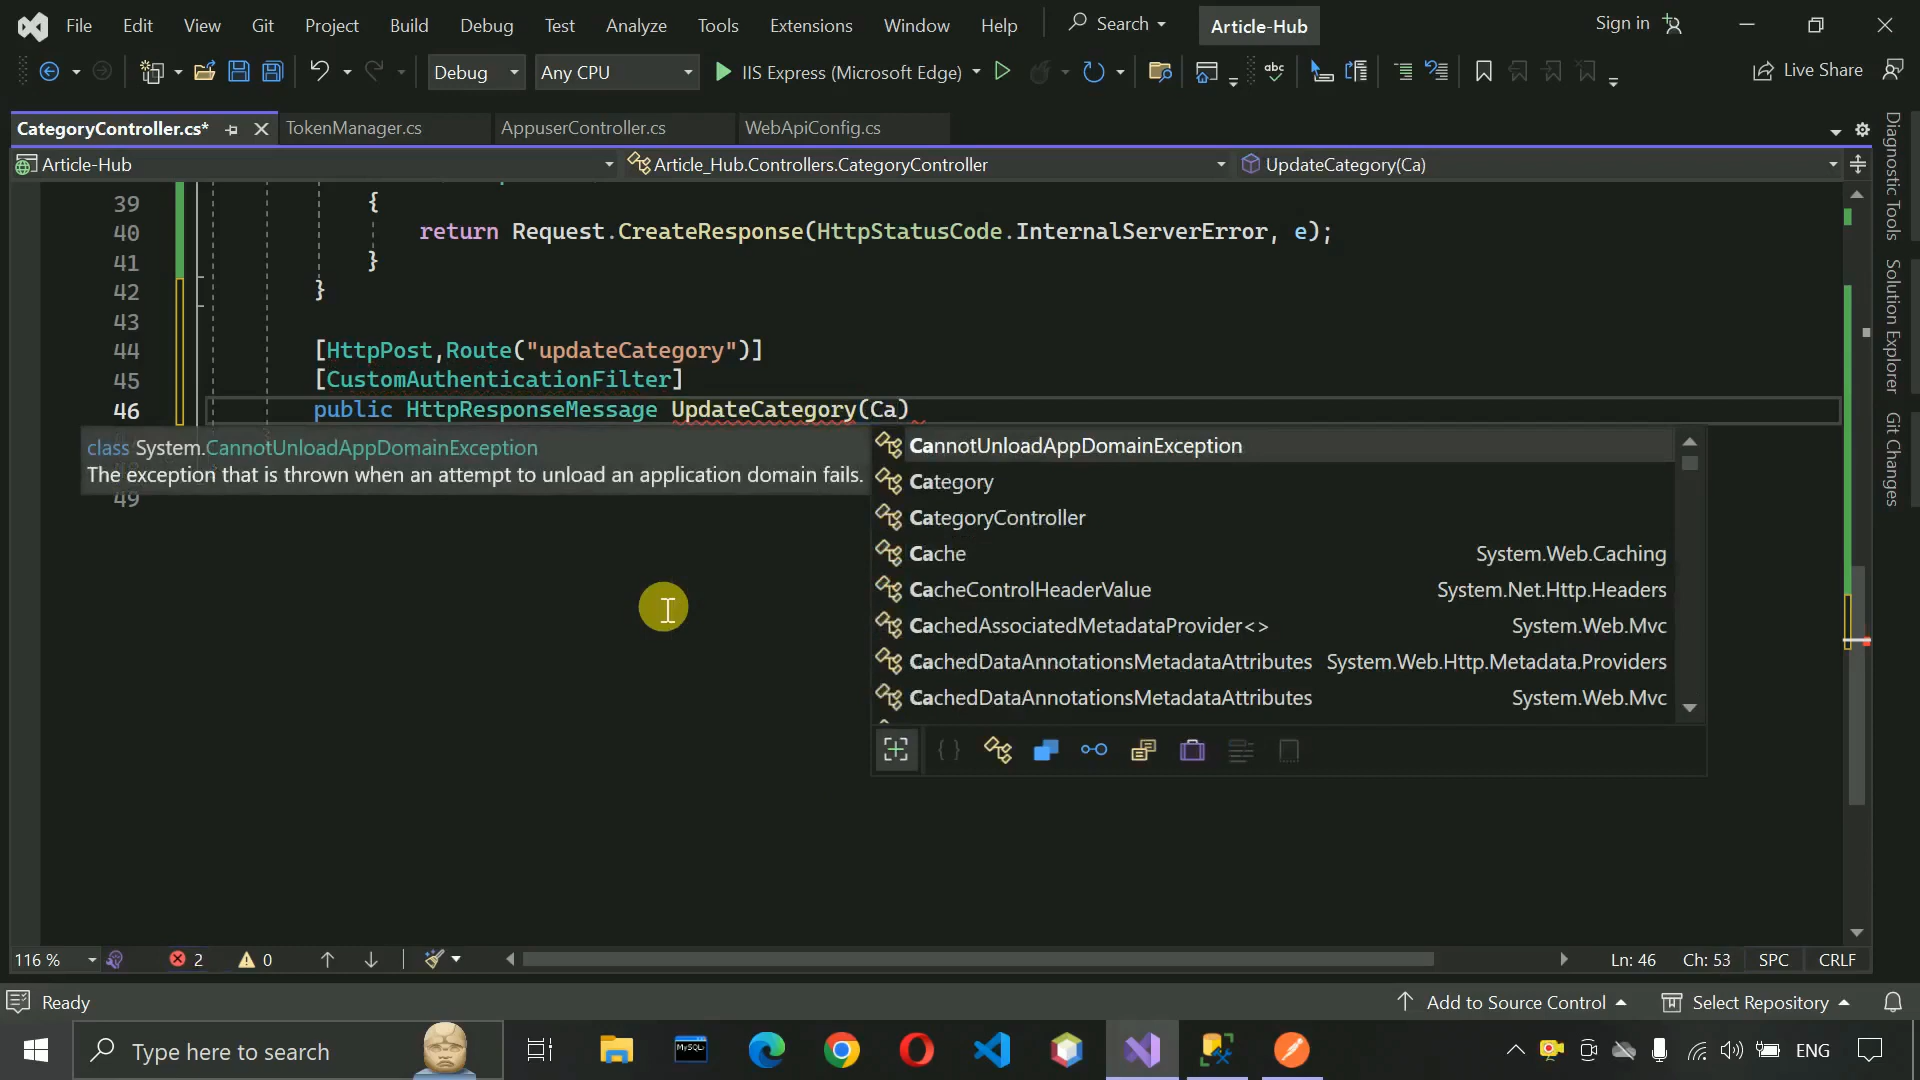 File Edit View Git Project Build Debug Test Analyze Tools Extensions Window Help Search Article-Hub Sign in
Debug Any CPU IIS Express (Microsoft Edge) abc Live Share
CategoryController.cs* TokenManager.cs AppuserController.cs WebApiConfig.cs
Article-Hub Article_Hub.Controllers.CategoryController UpdateCategory(Ca)
39 {
40 return Request.CreateResponse(HttpStatusCode.InternalServerError, e);
41 }
42 }
43
44 [HttpPost,Route("updateCategory")]
45 [CustomAuthenticationFilter]
46 public HttpResponseMessage UpdateCategory(Ca)
class System.CannotUnloadAppDomainException
The exception that is thrown when an attempt to unload an application domain fails.
49
CannotUnloadAppDomainException
Category
CategoryController
Cache System.Web.Caching
CacheControlHeaderValue System.Net.Http.Headers
CachedAssociatedMetadataProvider<> System.Web.Mvc
CachedDataAnnotationsMetadataAttributes System.Web.Http.Metadata.Providers
CachedDataAnnotationsMetadataAttributes System.Web.Mvc
Diagnostic Tools
Solution Explorer
Git Changes
116 % 2 0 Ln: 46 Ch: 53 SPC CRLF
Ready Add to Source Control Select Repository
Type here to search MySQL ENG